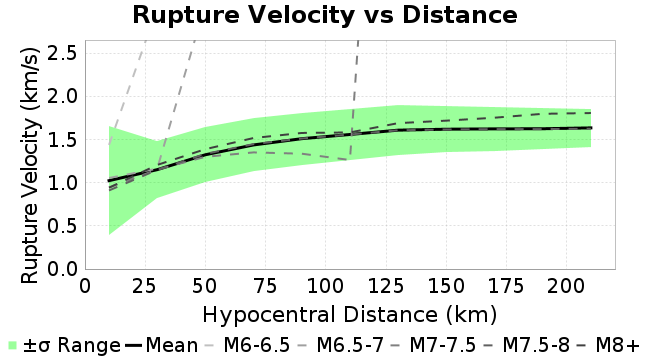 Rupture Velocity vs Distance
Rupture Velocity (km/s)
2.5
2.0
1.5
1.0
0.5
0.0
0 25 50 75 100 125 150 175 200
Hypocentral Distance (km)
±σ Range Mean M6-6.5 M6.5-7 M7-7.5 M7.5-8 M8+